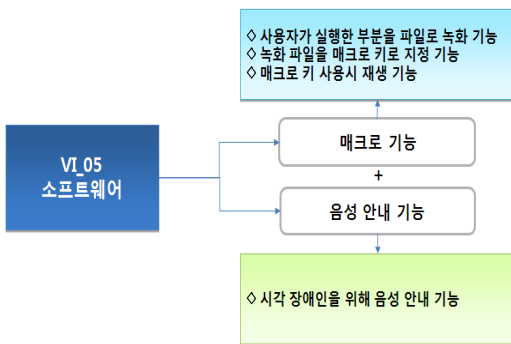 ◇ 사용자가 실행한 부분을 파일로 녹화 기능
◇ 녹화 파일을 매크로 키로 지정 기능
◇ 매크로 키 사용시 재생 기능
VI_05
소프트웨어
매크로 기능
+
음성 안내 기능
◇ 시각 장애인을 위해 음성 안내 기능